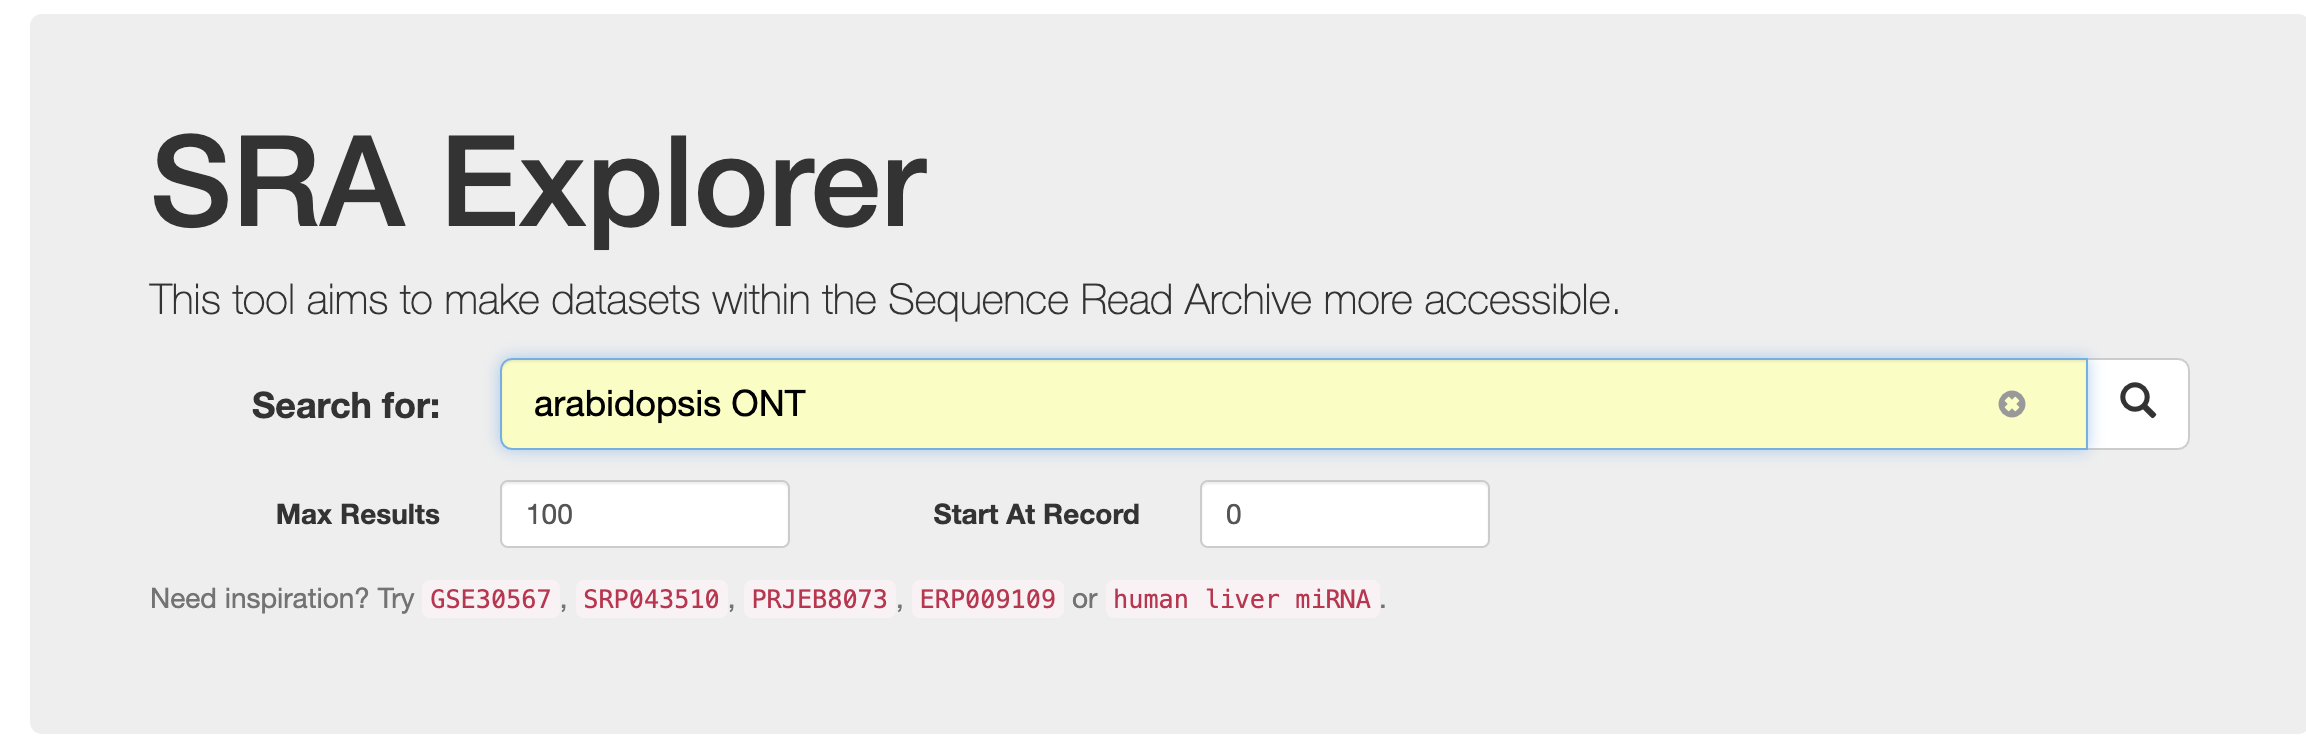 SRA Explorer
This tool aims to make datasets within the Sequence Read Archive more accessible.
Search for: arabidopsis ONT
Max Results 100 Start At Record 0
Need inspiration? Try GSE30567, SRP043510, PRJEB8073, ERP009109 or human liver miRNA.